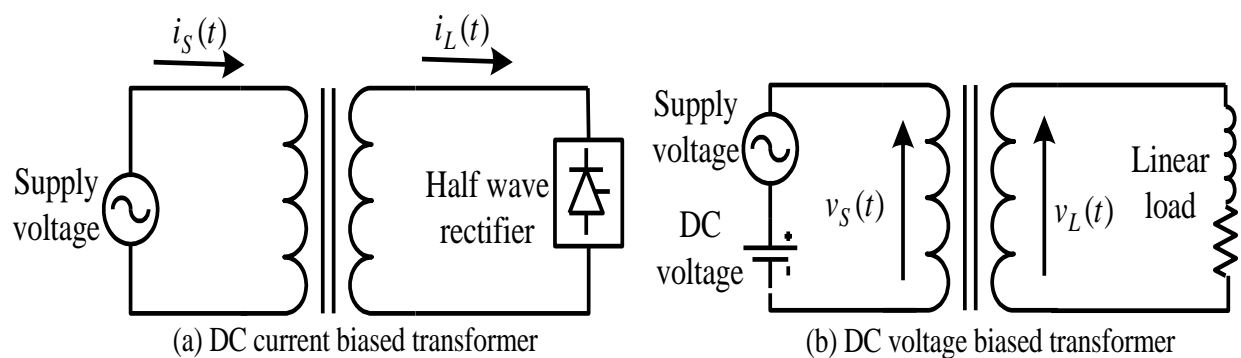 i_S(t)
i_L(t)
Supply
voltage
Half wave
rectifier
(a) DC current biased transformer
Supply
voltage
DC
voltage
+
-
v_S(t)
v_L(t)
Linear
load
(b) DC voltage biased transformer